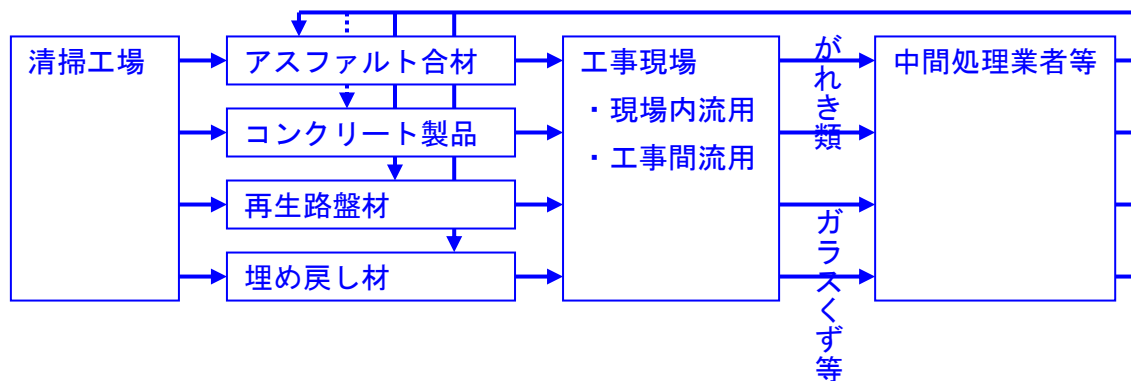 清掃工場
アスファルト合材
コンクリート製品
再生路盤材
埋め戻し材
工事現場
・現場内流用
・工事間流用
がれき類
ガラスくず等
中間処理業者等